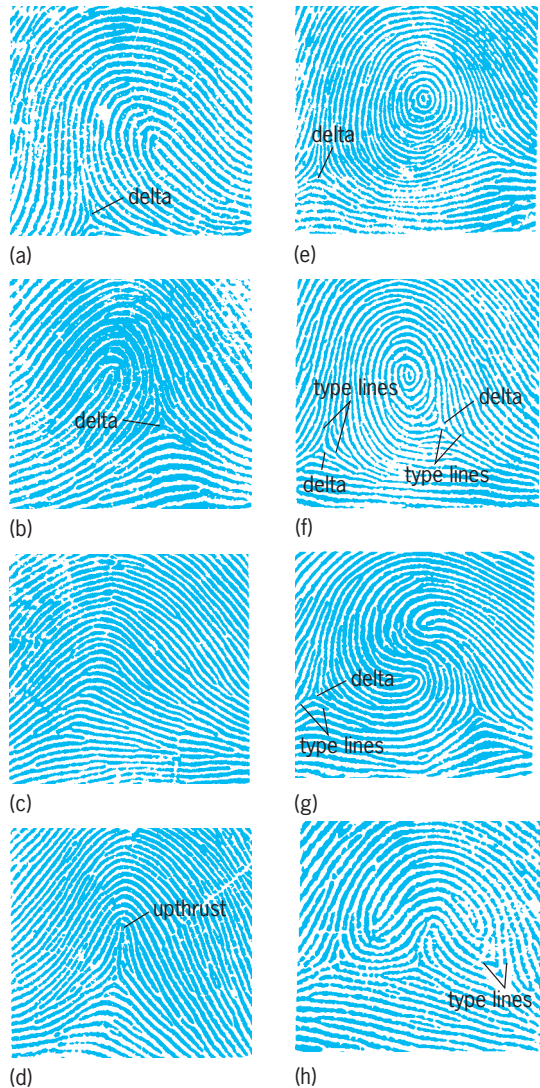 delta
(a)
delta
(b)
(c)
upthrust
(d)
delta
(e)
type lines
delta
delta
type lines
(f)
delta
type lines
(g)
type lines
(h)